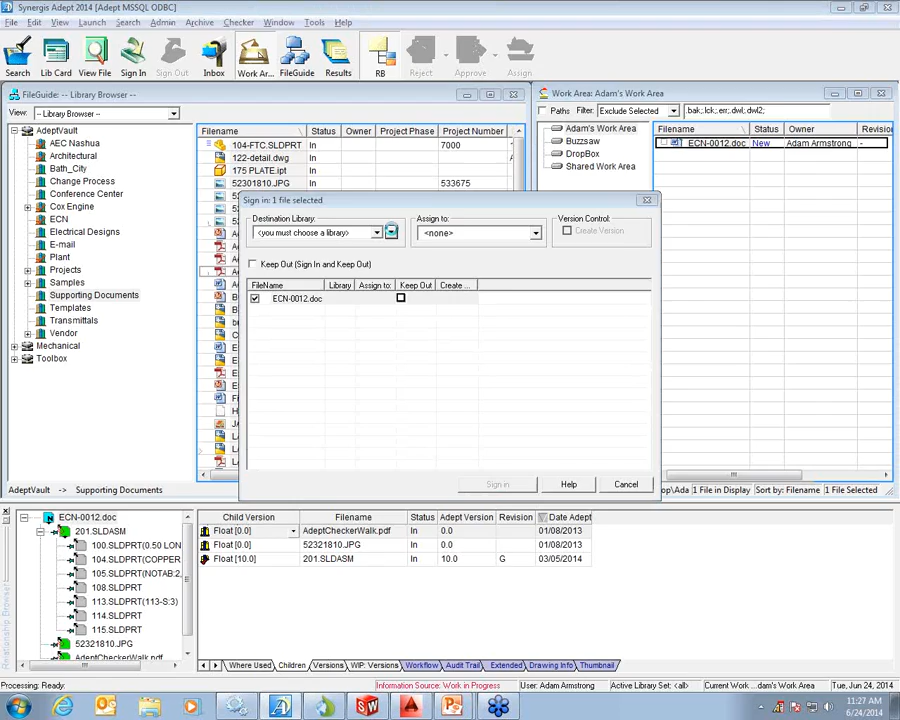 Synergis Adept 2014 [Adept MSSQL ODBC]
File Edit View Launch Search Admin Archive Checker Window Tools Help
Search Lib Card View File Sign In Sign Out Inbox Work Ar... FileGuide Results RB Reject Approve Assign
FileGuide: -- Library Browser --
View: -- Library Browser --
AdeptVault
AEC Nashua
Architectural
Bath_City
Change Process
Conference Center
Cox Engine
ECN
Electrical Designs
E-mail
Plant
Projects
Samples
Supporting Documents
Templates
Transmittals
Vendor
Mechanical
Toolbox
AdeptVault -> Supporting Documents
Filename Status Owner Project Phase Project Number
104-FTC.SLDPRT In 7000
122-detail.dwg In
175 PLATE.ipt In
52301810.JPG In 533675
Work Area: Adam's Work Area
Paths Filter: Exclude Selected .bak;.lck;.err;.dwl;.dwl2;
Adam's Work Area
Buzzsaw
DropBox
Shared Work Area
Filename Status Owner Revision
ECN-0012.doc New Adam Armstrong -
op\Ada 1 File in Display Sort by: Filename 1 File Selected
Sign in: 1 file selected
Destination Library: Assign to: Version Control:
<you must choose a library> <none> Create Version
Keep Out (Sign In and Keep Out)
FileName Library Assign to: Keep Out Create ...
ECN-0012.doc
Sign in Help Cancel
ECN-0012.doc
201.SLDASM
100.SLDPRT(0.50 LON
104.SLDPRT(COPPER
105.SLDPRT(NOTAB:2,
108.SLDPRT
113.SLDPRT(113-S:3)
114.SLDPRT
115.SLDPRT
52321810.JPG
AdeptCheckerWalk.pdf
Relationship Browser
Child Version Filename Status Adept Version Revision Date Adept
Float [0.0] AdeptCheckerWalk.pdf In 0.0 01/08/2013
Float [0.0] 52321810.JPG In 0.0 01/08/2013
Float [10.0] 201.SLDASM In 10.0 G 03/05/2014
Where Used Children Versions WIP: Versions Workflow Audit Trail Extended Drawing Info Thumbnail
Processing: Ready. Information Source: Work in Progress User: Adam Armstrong Active Library Set: <all> Current Work ...dam's Work Area Tue, Jun 24, 2014
11:27 AM
6/24/2014